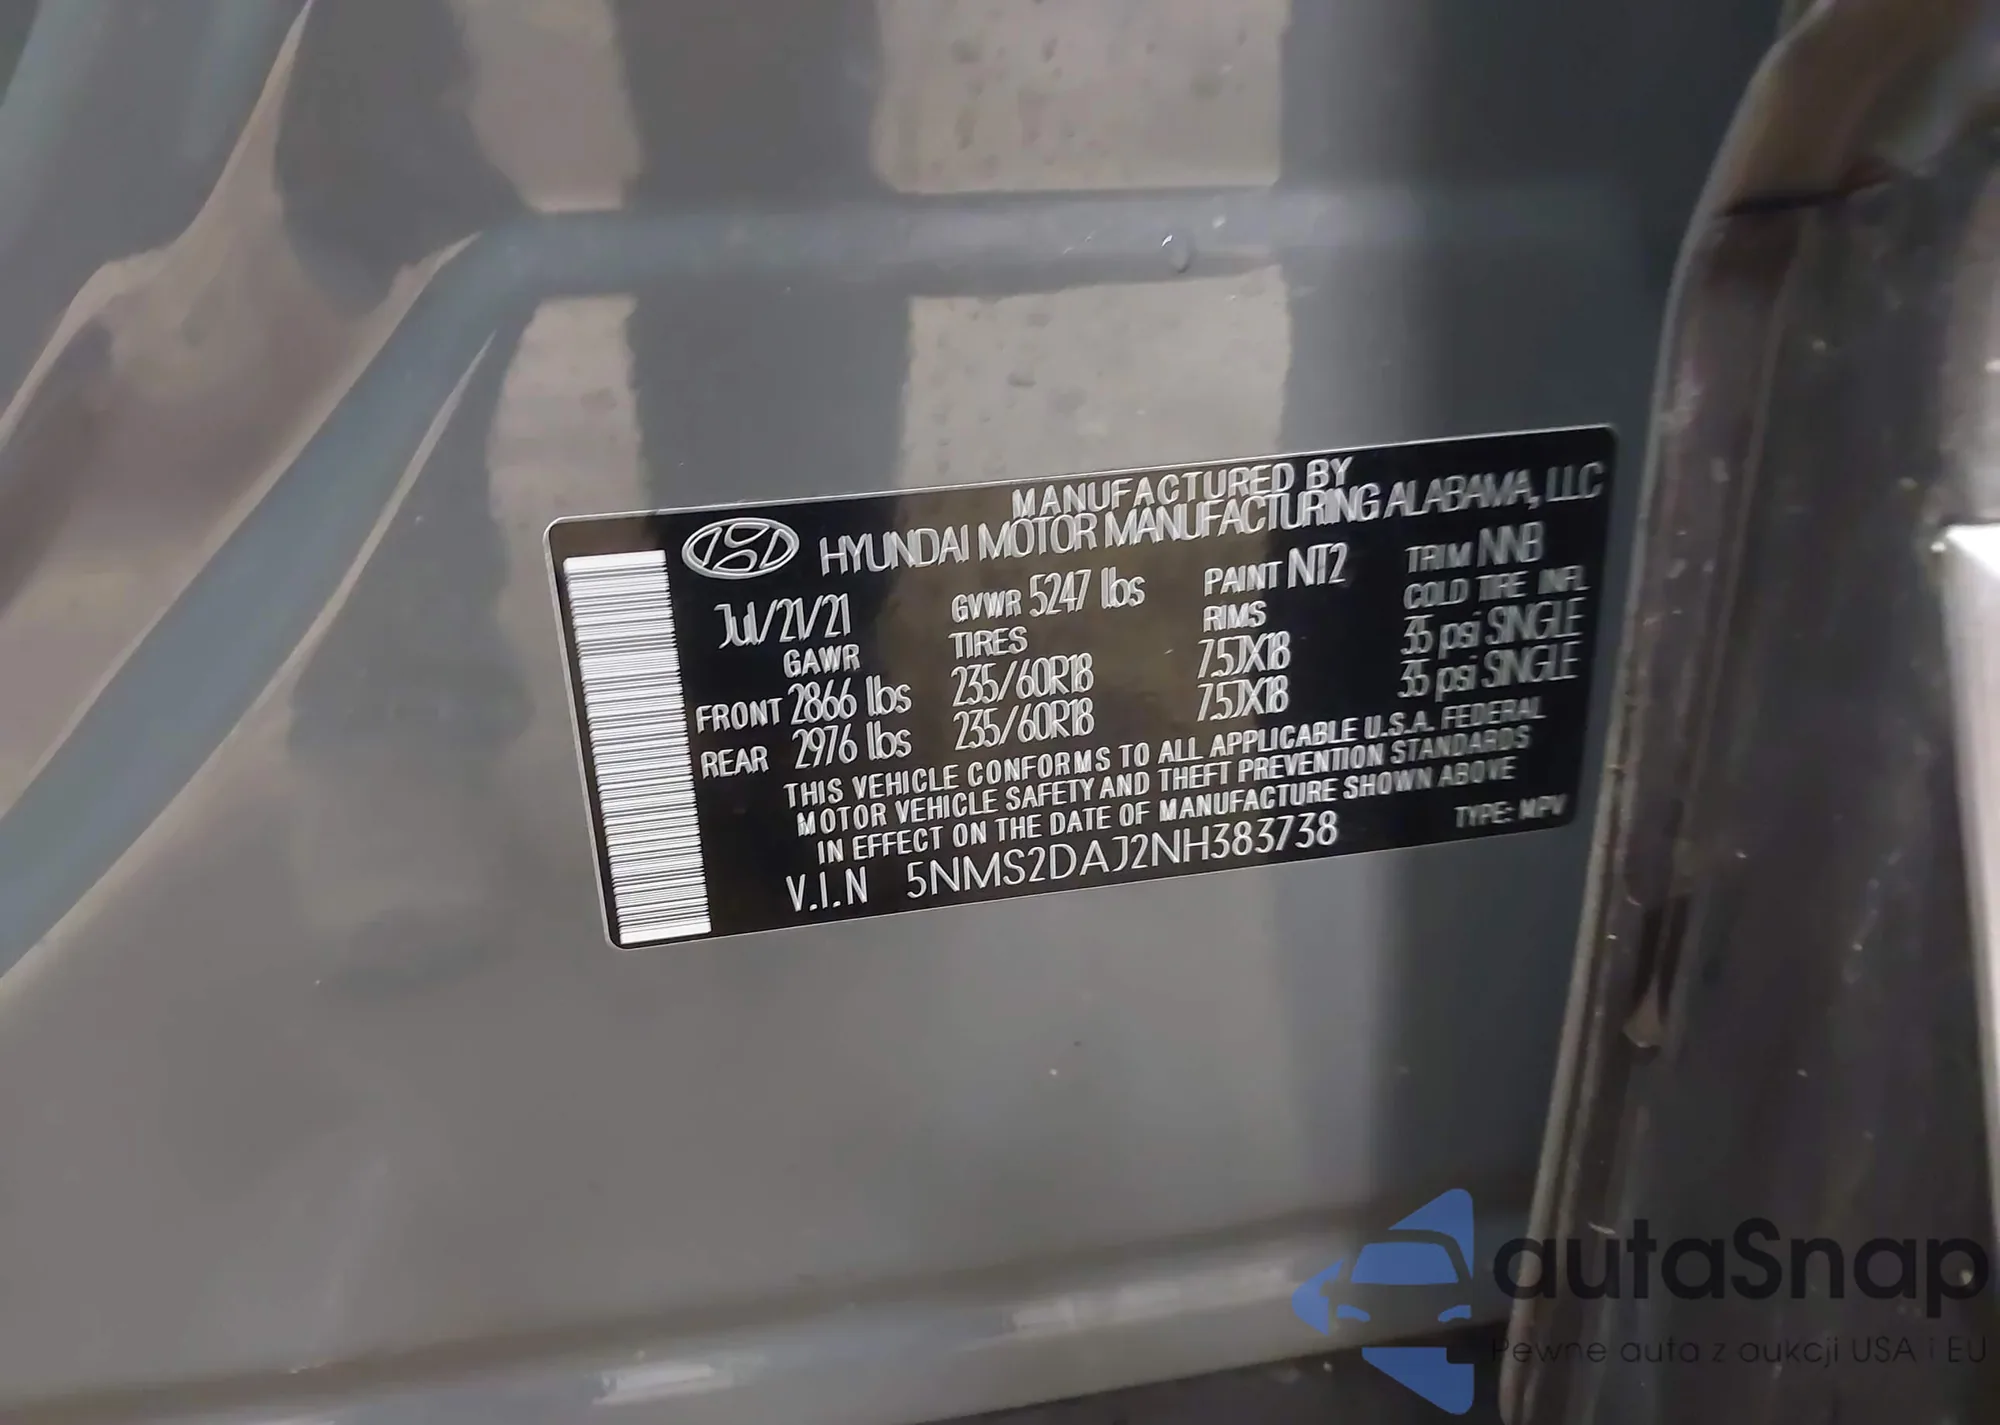 MANUFACTURED BY
HYUNDAI MOTOR MANUFACTURING ALABAMA, LLC
Jul/21/21 GVWR 5247 lbs PAINT NT2 TRIM NNB
GAWR TIRES RIMS COLD TIRE INFL
FRONT 2866 lbs 235/60R18 7.5JX18 35 psi SINGLE
REAR 2976 lbs 235/60R18 7.5JX18 35 psi SINGLE
THIS VEHICLE CONFORMS TO ALL APPLICABLE U.S.A. FEDERAL
MOTOR VEHICLE SAFETY AND THEFT PREVENTION STANDARDS
IN EFFECT ON THE DATE OF MANUFACTURE SHOWN ABOVE
V.I.N 5NMS2DAJ2NH383738 TYPE: MPV
autaSnap
Pewne auta z aukcji USA i EU